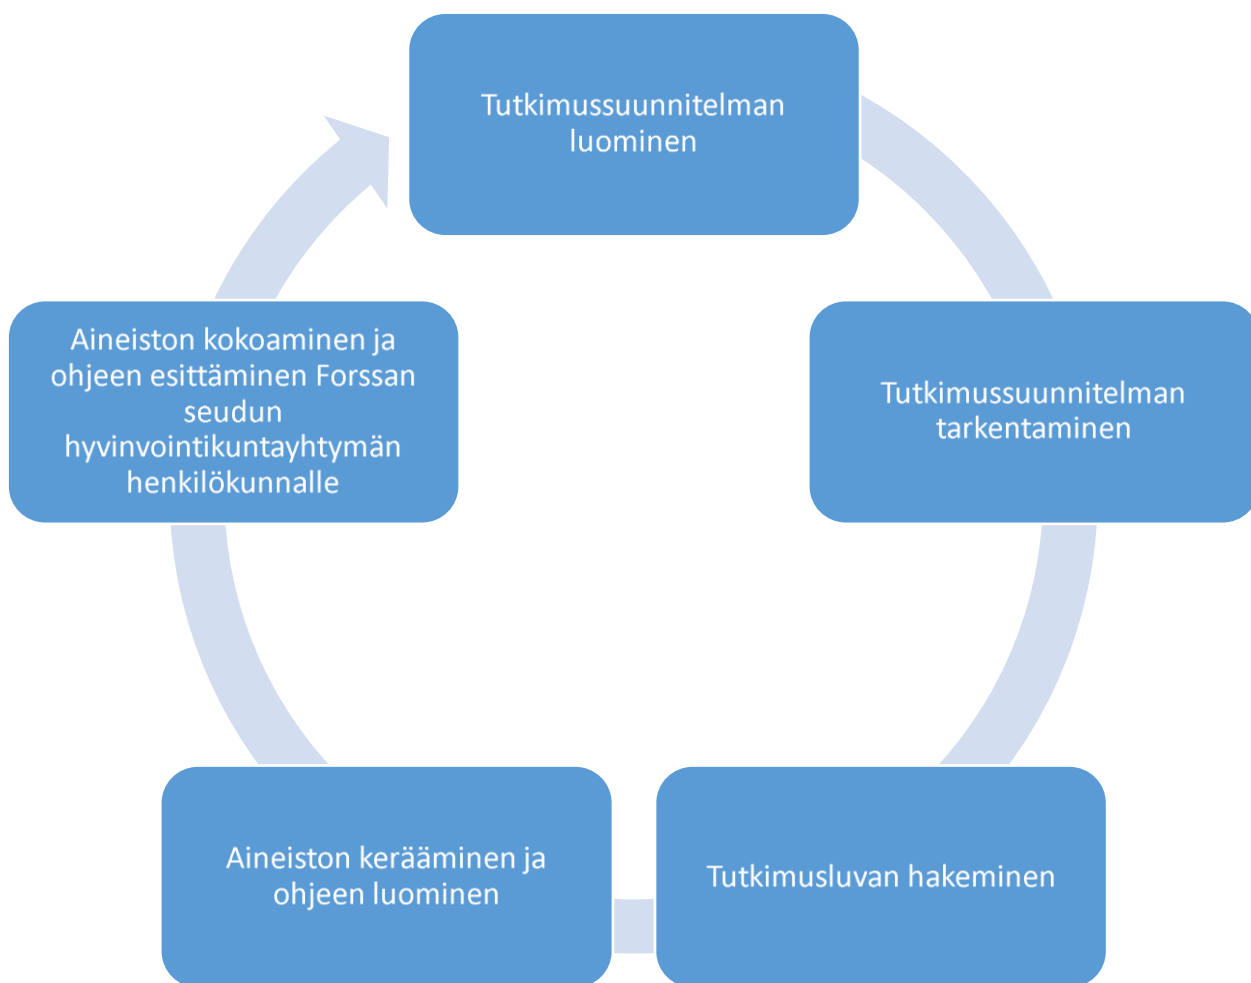 Tutkimussuunnitelman
luominen
Tutkimussuunnitelman
tarkentaminen
Tutkimusluvan hakeminen
Aineiston kerääminen ja
ohjeen luominen
Aineiston kokoaminen ja
ohjeen esittäminen Forssan
seudun
hyvinvointikuntayhtymän
henkilökunnalle